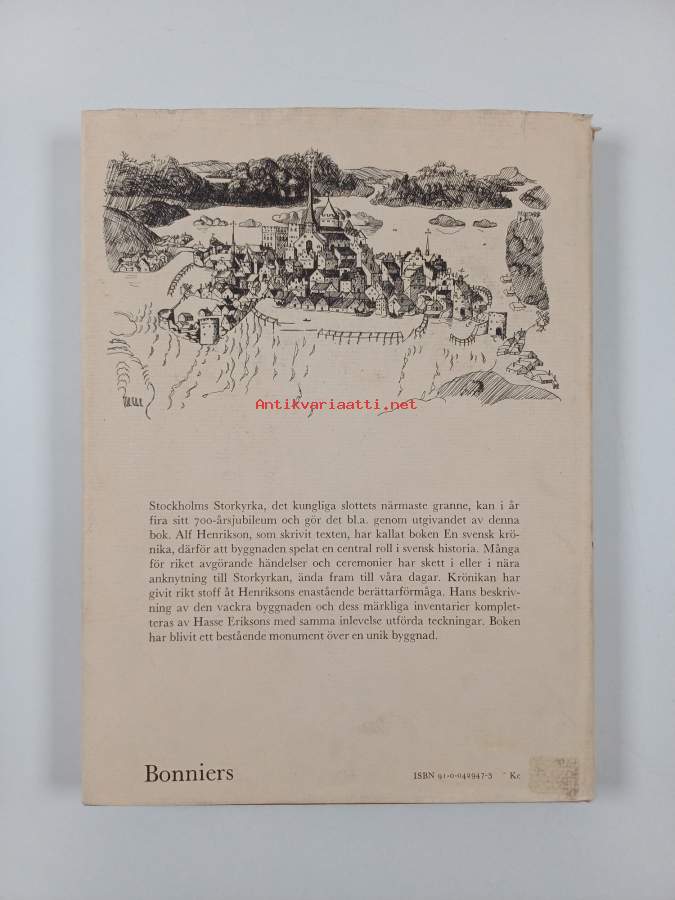 Antikvariaatti.net
Stockholms Storkyrka, det kungliga slottets närmaste granne, kan i år
fira sitt 700-årsjubileum och gör det bl.a. genom utgivandet av denna
bok. Alf Henrikson, som skrivit texten, har kallat boken En svensk krö-
nika, därför att byggnaden spelat en central roll i svensk historia. Många
för riket avgörande händelser och ceremonier har skett i eller i nära
anknytning till Storkyrkan, ända fram till våra dagar. Krönikan har
givit rikt stoff åt Henriksons enastående berättarförmåga. Hans beskriv-
ning av den vackra byggnaden och dess märkliga inventarier komplet-
teras av Hasse Eriksons med samma inlevelse utförda teckningar. Boken
har blivit ett bestående monument över en unik byggnad.
Bonniers
ISBN 91-0-042947-3 Kr.